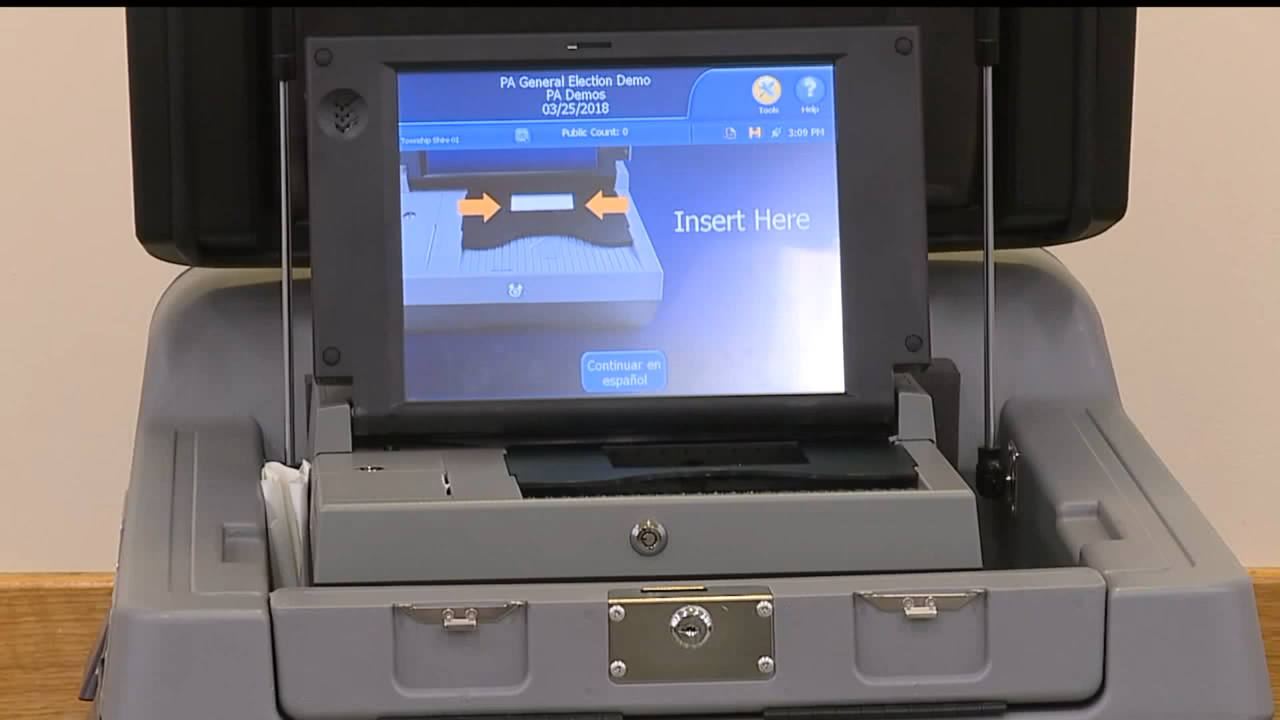 PA General Election Demo
PA Demos
03/25/2018
Tools
Help
Township Shire 01
Public Count: 0
3:09 PM
Insert Here
Continuar en
español